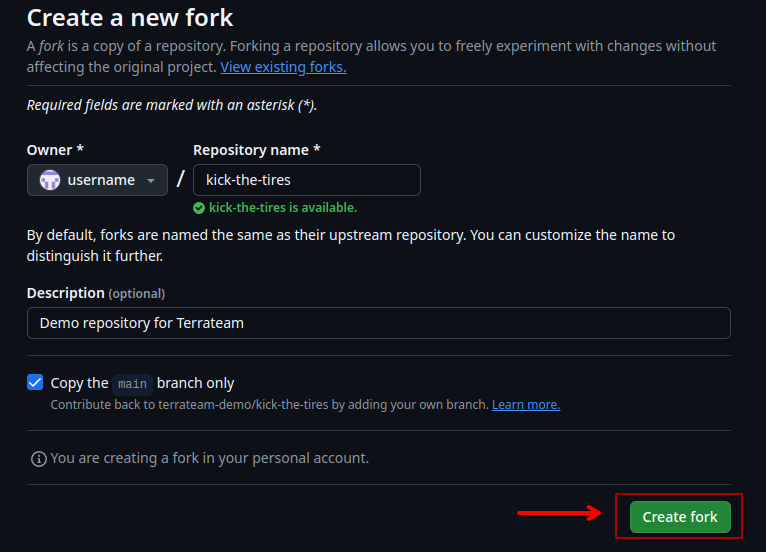 Create a new fork
A fork is a copy of a repository. Forking a repository allows you to freely experiment with changes without
affecting the original project. View existing forks.
Required fields are marked with an asterisk (*).
Owner * Repository name *
username / kick-the-tires
kick-the-tires is available.
By default, forks are named the same as their upstream repository. You can customize the name to
distinguish it further.
Description (optional)
Demo repository for Terrateam
Copy the main branch only
Contribute back to terrateam-demo/kick-the-tires by adding your own branch. Learn more.
You are creating a fork in your personal account.
Create fork